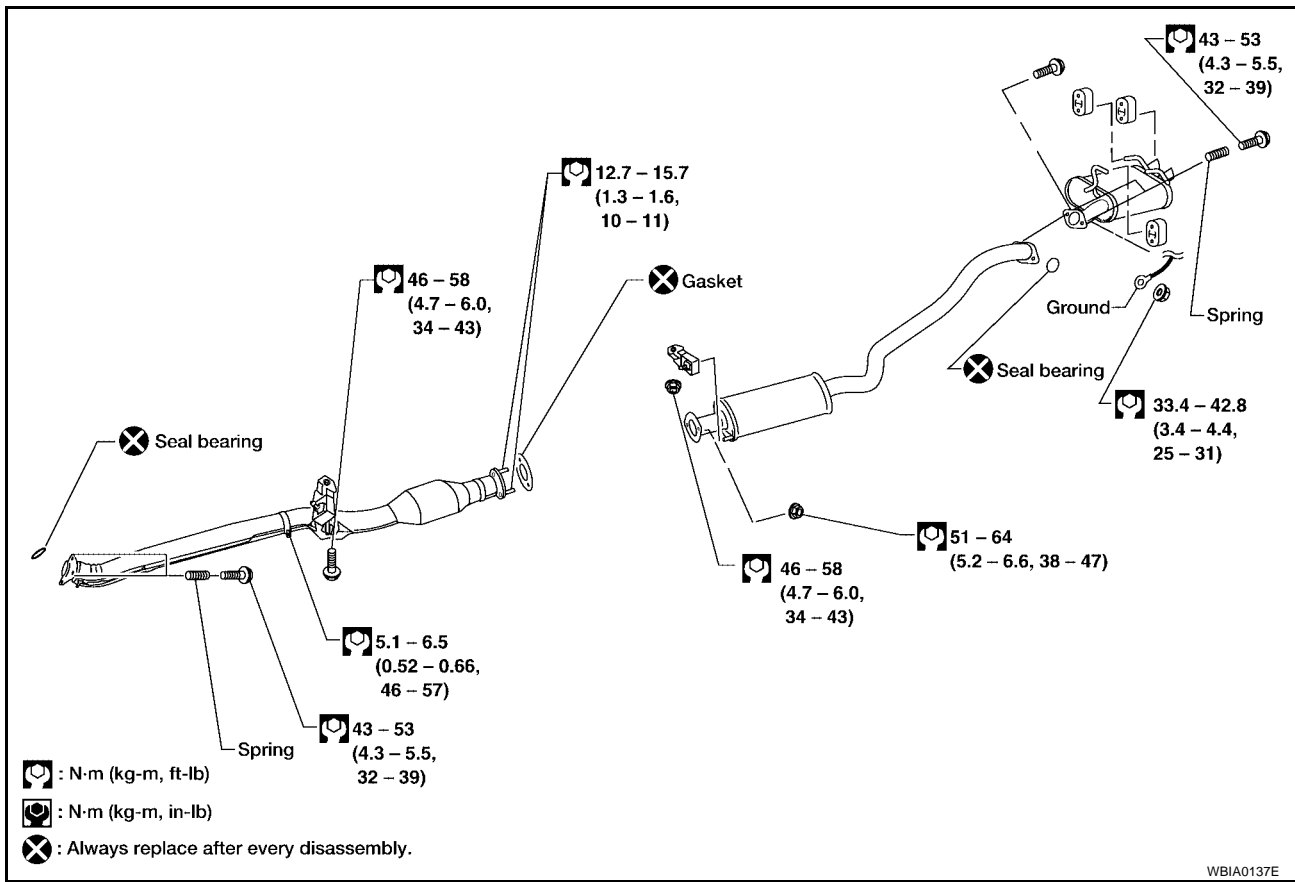 43 – 53
(4.3 – 5.5,
32 – 39)
12.7 – 15.7
(1.3 – 1.6,
10 – 11)
46 – 58
(4.7 – 6.0,
34 – 43)
Gasket
Ground
Spring
Seal bearing
33.4 – 42.8
(3.4 – 4.4,
25 – 31)
Seal bearing
51 – 64
(5.2 – 6.6, 38 – 47)
46 – 58
(4.7 – 6.0,
34 – 43)
5.1 – 6.5
(0.52 – 0.66,
46 – 57)
43 – 53
(4.3 – 5.5,
32 – 39)
Spring
: N·m (kg-m, ft-lb)
: N·m (kg-m, in-lb)
: Always replace after every disassembly.
WBIA0137E